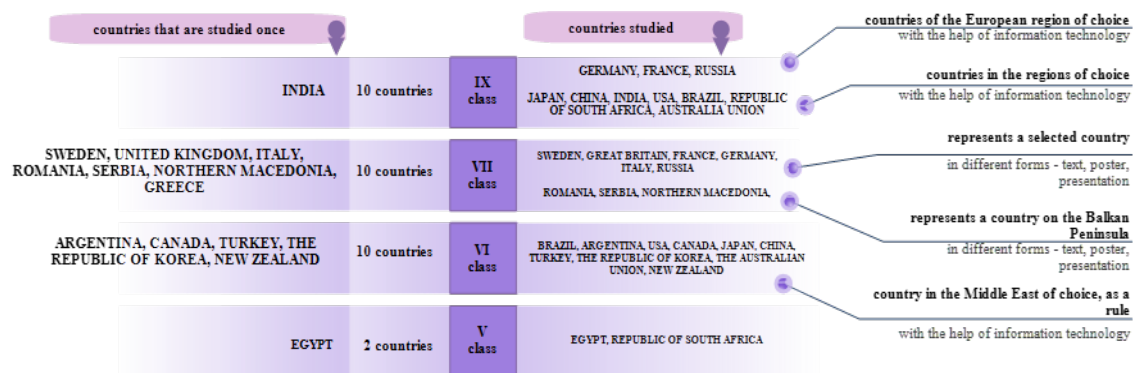 countries that are studied once
countries studied
countries of the European region of choice
with the help of information technology
INDIA
10 countries
IX
class
GERMANY, FRANCE, RUSSIA
JAPAN, CHINA, INDIA, USA, BRAZIL, REPUBLIC
OF SOUTH AFRICA, AUSTRALIA UNION
countries in the regions of choice
with the help of information technology
SWEDEN, UNITED KINGDOM, ITALY,
ROMANIA, SERBIA, NORTHERN MACEDONIA,
GREECE
10 countries
VII
class
SWEDEN, GREAT BRITAIN, FRANCE, GERMANY,
ITALY, RUSSIA
ROMANIA, SERBIA, NORTHERN MACEDONIA,
represents a selected country
in different forms - text, poster,
presentation
represents a country on the Balkan
Peninsula
in different forms - text, poster,
presentation
ARGENTINA, CANADA, TURKEY, THE
REPUBLIC OF KOREA, NEW ZEALAND
10 countries
VI
class
BRAZIL, ARGENTINA, USA, CANADA, JAPAN, CHINA,
TURKEY, THE REPUBLIC OF KOREA, THE AUSTRALIAN
UNION, NEW ZEALAND
country in the Middle East of choice, as a
rule
with the help of information technology
EGYPT
2 countries
V
class
EGYPT, REPUBLIC OF SOUTH AFRICA